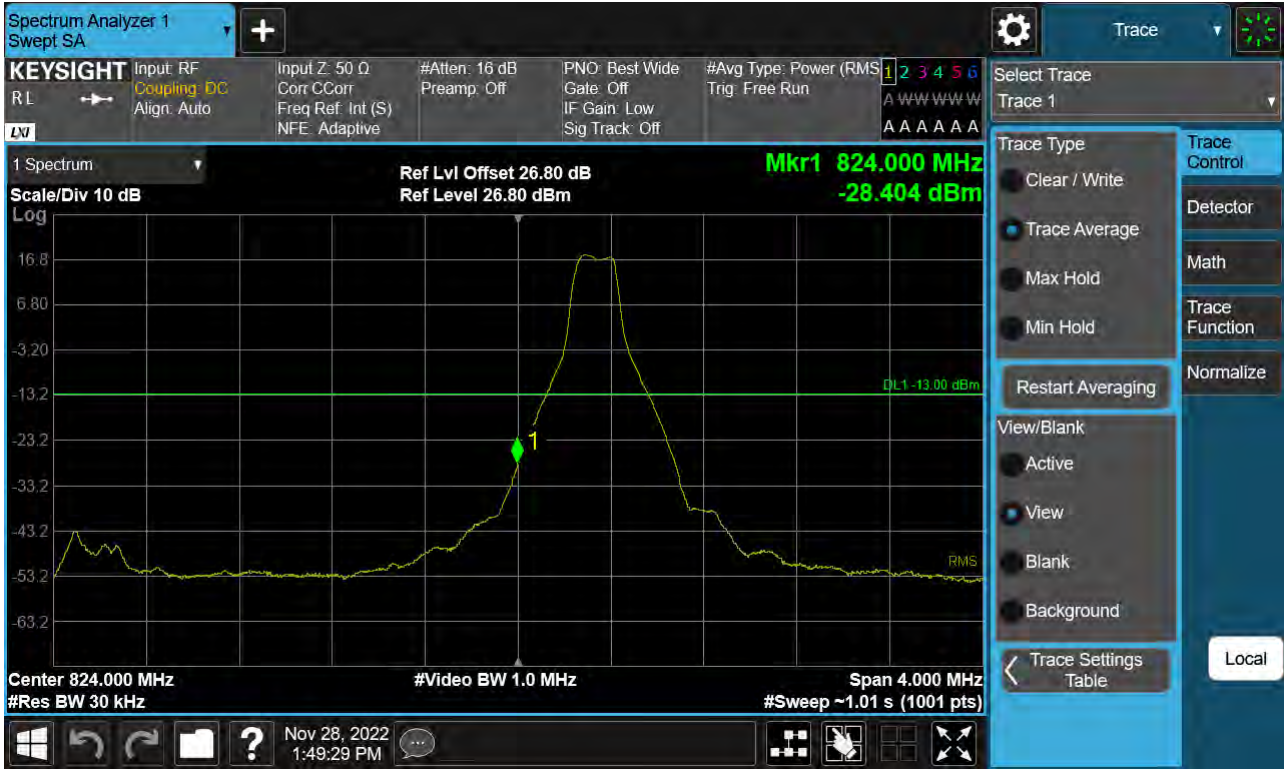 Spectrum Analyzer 1
Swept SA
Trace
KEYSIGHT
R L
LXI
Input: RF
Coupling: DC
Align: Auto
Input Z: 50 Ω
Corr CCorr
Freq Ref: Int (S)
NFE: Adaptive
#Atten: 16 dB
Preamp: Off
PNO: Best Wide
Gate: Off
IF Gain: Low
Sig Track: Off
#Avg Type: Power (RMS
Trig: Free Run
1 2 3 4 5 6
A W W W W W
A A A A A A
Select Trace
Trace 1
1 Spectrum
Scale/Div 10 dB
Log
Ref Lvl Offset 26.80 dB
Ref Level 26.80 dBm
Mkr1 824.000 MHz
-28.404 dBm
16.8
6.80
-3.20
-13.2
-23.2
-33.2
-43.2
-53.2
-63.2
DL1 -13.00 dBm
1
RMS
Center 824.000 MHz
#Res BW 30 kHz
#Video BW 1.0 MHz
Span 4.000 MHz
#Sweep ~1.01 s (1001 pts)
Trace Type
Clear / Write
Trace Average
Max Hold
Min Hold
Restart Averaging
View/Blank
Active
View
Blank
Background
Trace Settings
Table
Trace
Control
Detector
Math
Trace
Function
Normalize
Local
?
Nov 28, 2022
1:49:29 PM